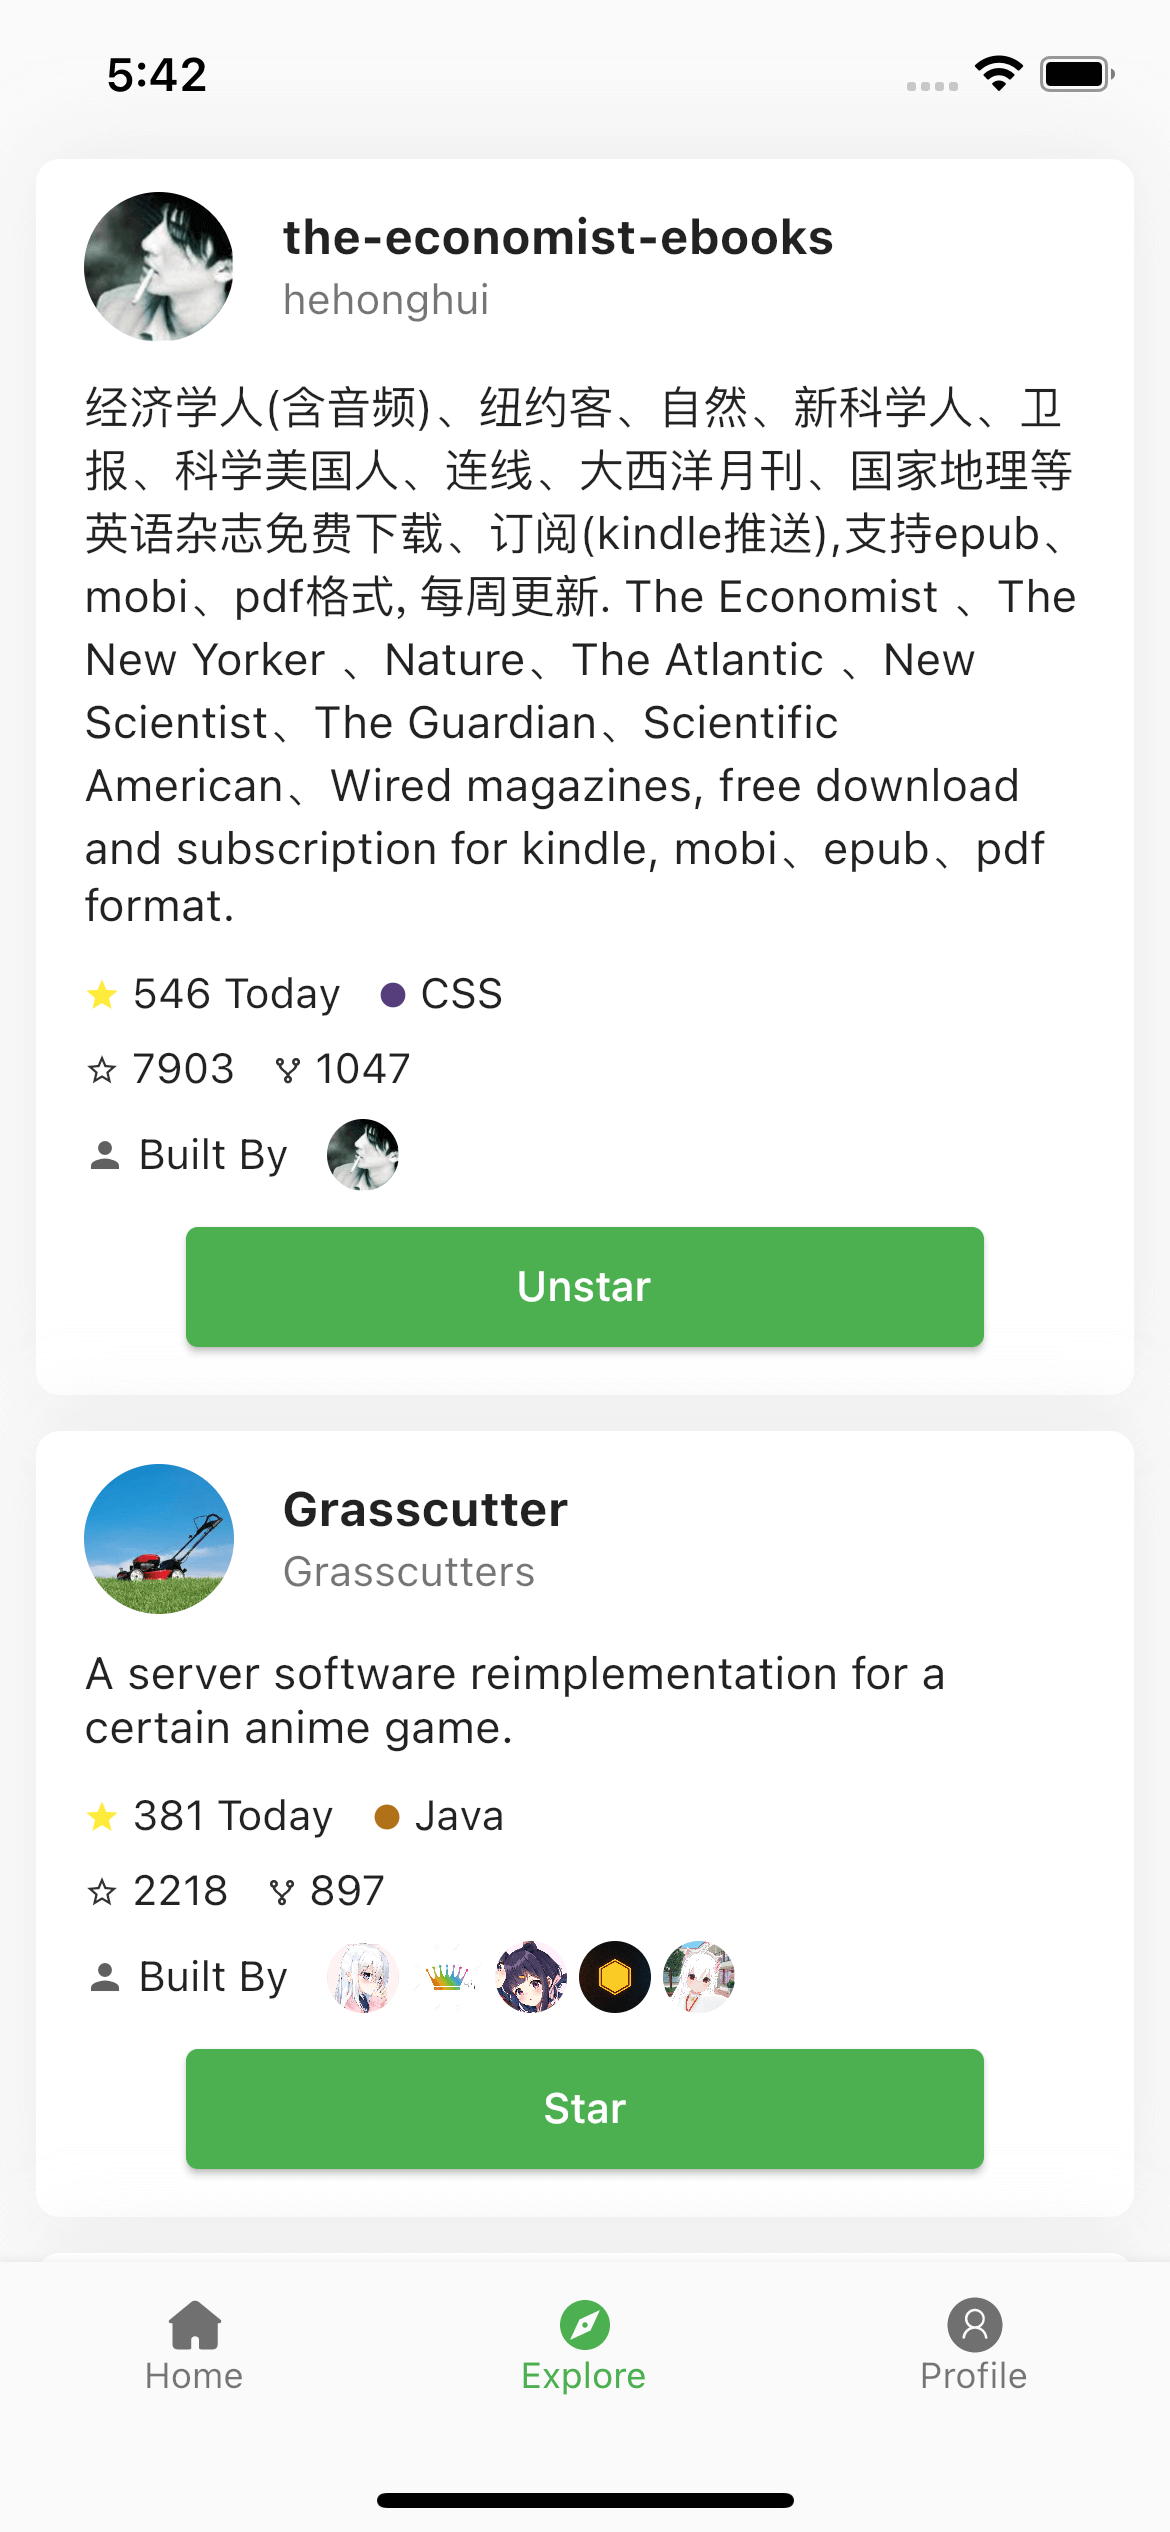 5:42
the-economist-ebooks
hehonghui
经济学人(含音频)、纽约客、自然、新科学人、卫
报、科学美国人、连线、大西洋月刊、国家地理等
英语杂志免费下载、订阅(kindle推送),支持epub、
mobi、pdf格式, 每周更新. The Economist 、The
New Yorker 、Nature、The Atlantic 、New
Scientist、The Guardian、Scientific
American、Wired magazines, free download
and subscription for kindle, mobi、epub、pdf
format.
546 Today CSS
7903 1047
Built By
Unstar
Grasscutter
Grasscutters
A server software reimplementation for a
certain anime game.
381 Today Java
2218 897
Built By
Star
Home Explore Profile